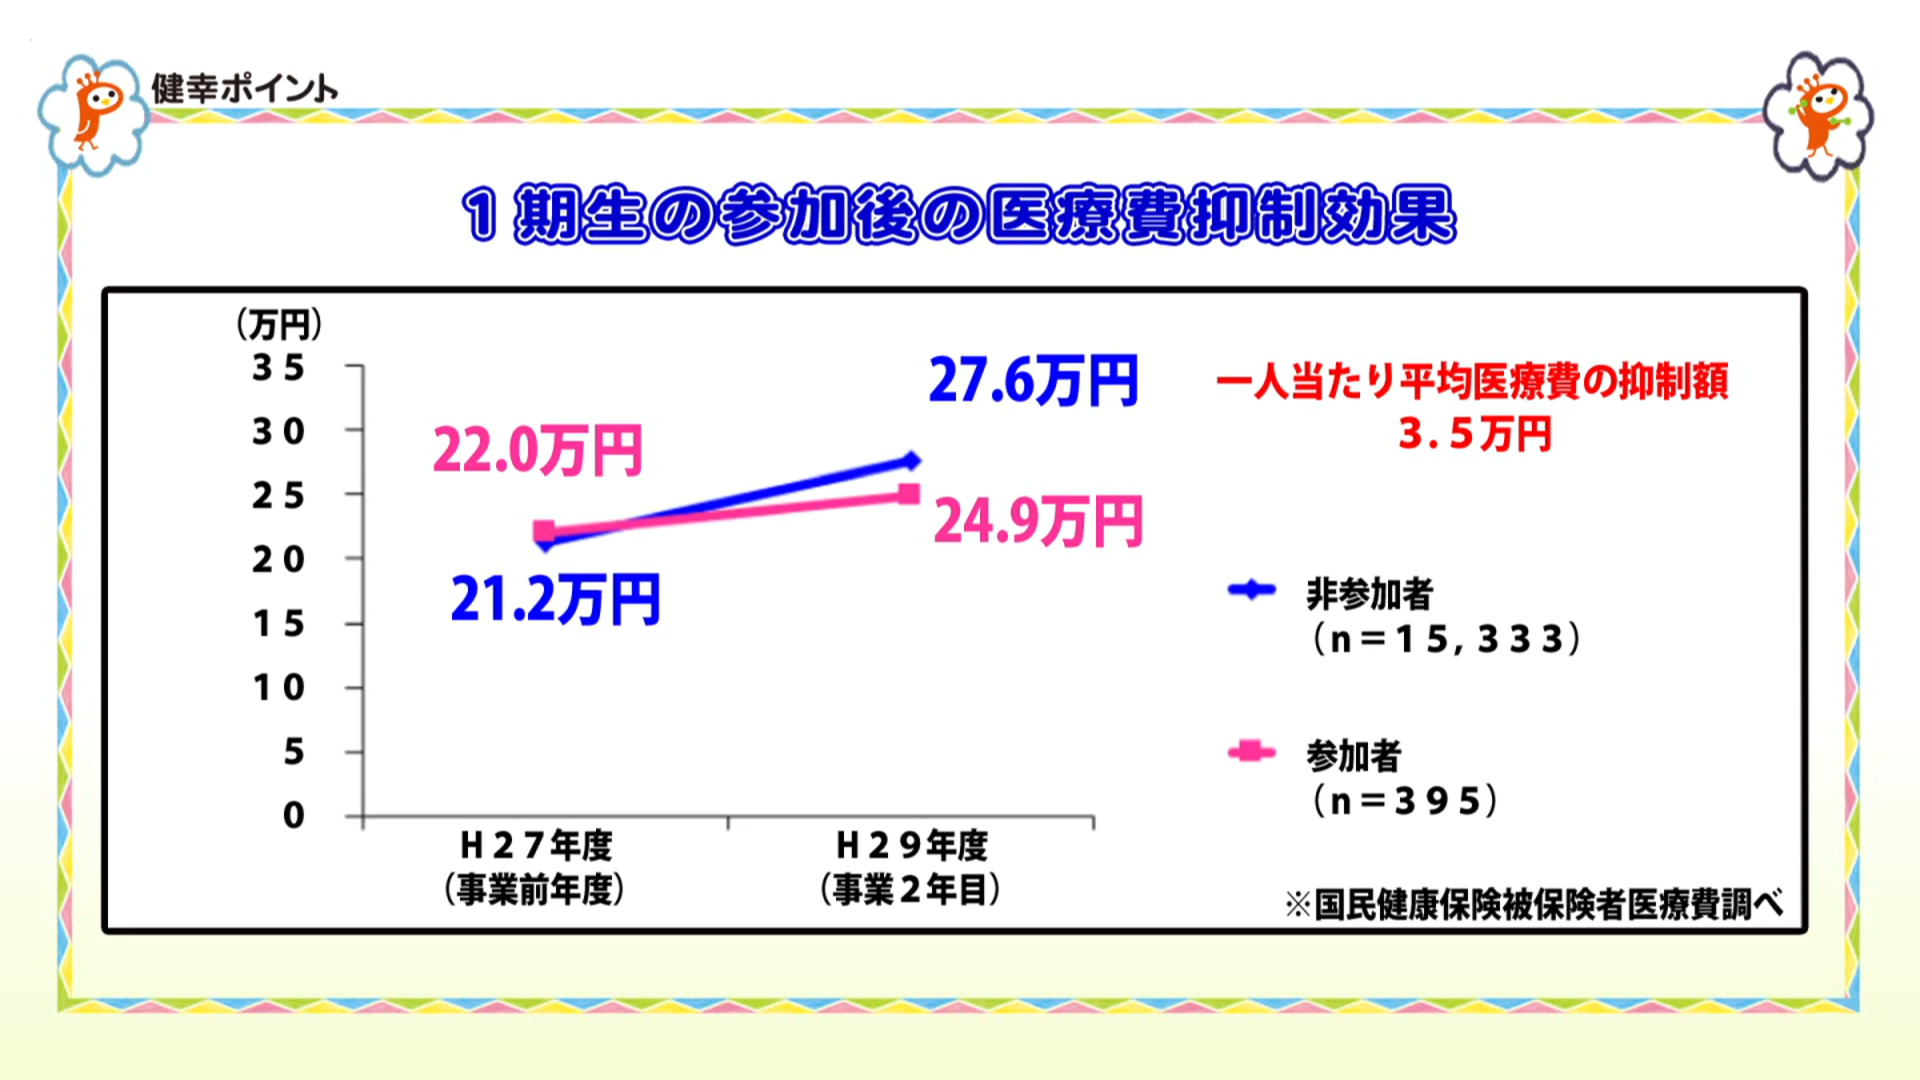 健幸ポイント
１期生の参加後の医療費抑制効果
（万円）
３５
３０
２５
２０
１５
１０
５
０
22.0万円
21.2万円
27.6万円
24.9万円
Ｈ２７年度
（事業前年度）
Ｈ２９年度
（事業２年目）
一人当たり平均医療費の抑制額
３.５万円
非参加者
（ｎ＝１５,３３３）
参加者
（ｎ＝３９５）
※国民健康保険被保険者医療費調べ